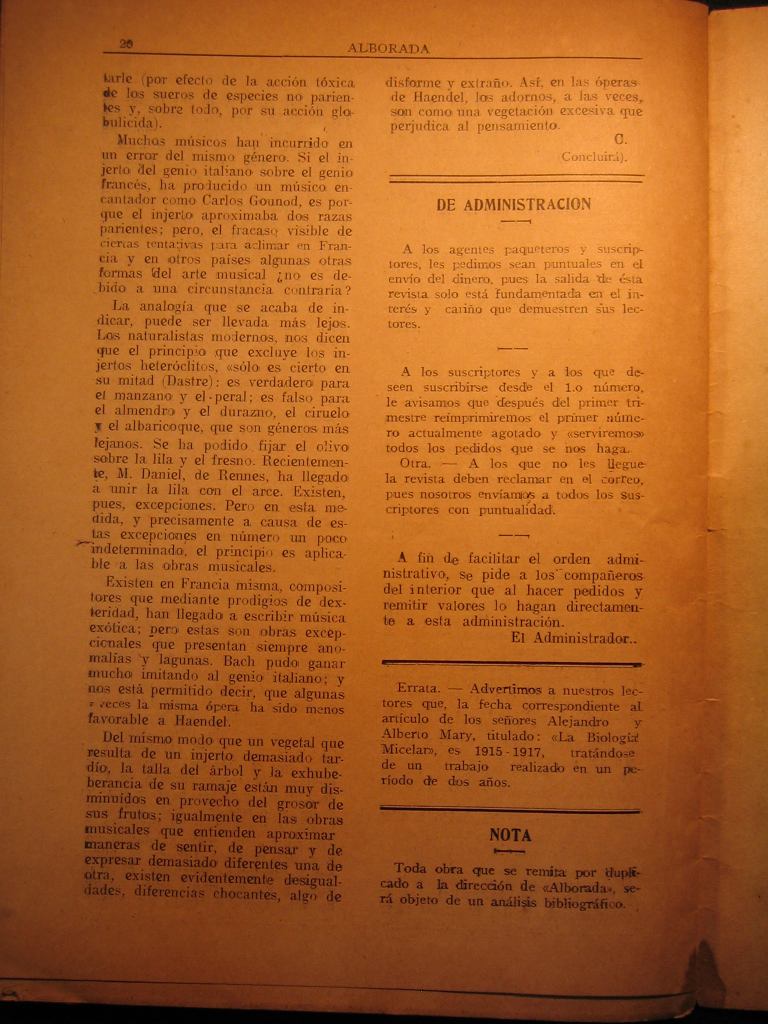 20
ALBORADA
tarle (por efecto de la acción tóxica
de los sueros de especies no parien-
tes y, sobre todo, por su acción glo-
bulicida).
Muchos músicos han incurrido en
un error del mismo género. Si el in-
jerto del genio italiano sobre el genio
francés, ha producido un músico en-
cantador como Carlos Gounod, es por-
que el injerto aproximaba dos razas
parientes; pero, el fracaso visible de
ciertas tentativas para aclimar en Fran-
cia y en otros países algunas otras
formas del arte musical ¿no es de-
bido a una circunstancia contraria?
La analogía que se acaba de in-
dicar, puede ser llevada más lejos.
Los naturalistas modernos, nos dicen
que el principio que excluye los in-
jertos heteróclitos, «sólo es cierto en
su mitad (Dastre): es verdadero para
el manzano y el peral; es falso para
el almendro y el durazno, el ciruelo
y el albaricoque, que son géneros más
lejanos. Se ha podido fijar el olivo
sobre la lila y el fresno. Recientemen-
te, M. Daniel, de Rennes, ha llegado
a unir la lila con el arce. Existen,
pues, excepciones. Pero en esta me-
dida, y precisamente a causa de es-
tas excepciones en número un poco
indeterminado, el principio es aplica-
ble a las obras musicales.
Existen en Francia misma, composi-
tores que mediante prodigios de dex-
teridad, han llegado a escribir música
exótica; pero estas son obras excep-
cionales que presentan siempre ano-
malías y lagunas. Bach pudo ganar
mucho imitando al genio italiano; y
nos está permitido decir, que algunas
veces la misma ópera ha sido menos
favorable a Haendel.
Del mismo modo que un vegetal que
resulta de un injerto demasiado tar-
dío, la talla del árbol y la exhube-
berancia de su ramaje están muy dis-
minuídos en provecho del grosor de
sus frutos; igualmente en las obras
musicales que entienden aproximar
maneras de sentir, de pensar y de
expresar demasiado diferentes una de
otra, existen evidentemente desigual-
dades, diferencias chocantes, algo de
disforme y extraño. Así, en las óperas
de Haendel, los adornos, a las veces,
son como una vegetación excesiva que
perjudica al pensamiento.
C.
Concluirá).
DE ADMINISTRACION
A los agentes paqueteros y suscrip-
tores, les pedimos sean puntuales en el
envío del dinero, pues la salida de ésta
revista solo está fundamentada en el in-
terés y cariño que demuestren sus lec-
tores.
A los suscriptores y a los que de-
seen suscribirse desde el 1.o número,
le avisamos que después del primer tri-
mestre reimprimiremos el primer núme-
ro actualmente agotado y «serviremos»
todos los pedidos que se nos haga.
Otra. — A los que no les llegue
la revista deben reclamar en el correo,
pues nosotros envíamos a todos los sus-
criptores con puntualidad.
A fin de facilitar el orden admi-
nistrativo, se pide a los compañeros
del interior que al hacer pedidos y
remitir valores lo hagan directamen-
te a esta administración.
El Administrador..
Errata. — Advertimos a nuestros lec-
tores que, la fecha correspondiente al
artículo de los señores Alejandro y
Alberto Mary, titulado: «La Biología
Micelar», es 1915-1917, tratándose
de un trabajo realizado en un pe-
ríodo de dos años.
NOTA
Toda obra que se remita por dupli-
cado a la dirección de «Alborada», se-
rá objeto de un análisis bibliográfico.